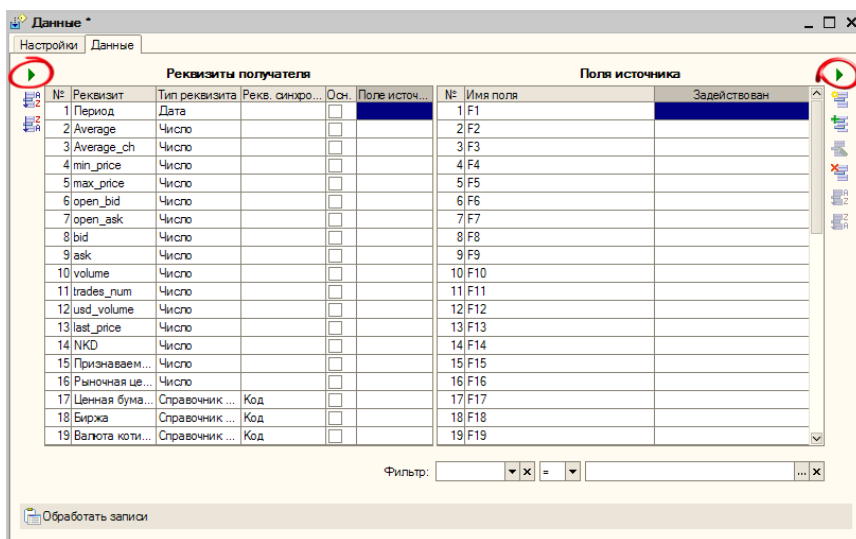 Данные *
Настройки Данные
Реквизиты получателя Поля источника
№ Реквизит Тип реквизита Рекв. синхро... Осн. Поле источ... № Имя поля Задействован
1 Период Дата 1 F1
2 Average Число 2 F2
3 Average_ch Число 3 F3
4 min_price Число 4 F4
5 max_price Число 5 F5
6 open_bid Число 6 F6
7 open_ask Число 7 F7
8 bid Число 8 F8
9 ask Число 9 F9
10 volume Число 10 F10
11 trades_num Число 11 F11
12 usd_volume Число 12 F12
13 last_price Число 13 F13
14 NKD Число 14 F14
15 Признаваем... Число 15 F15
16 Рыночная це... Число 16 F16
17 Ценная бума... Справочник ... Код 17 F17
18 Биржа Справочник ... Код 18 F18
19 Валюта коти... Справочник ... Код 19 F19
Фильтр: =
Обработать записи